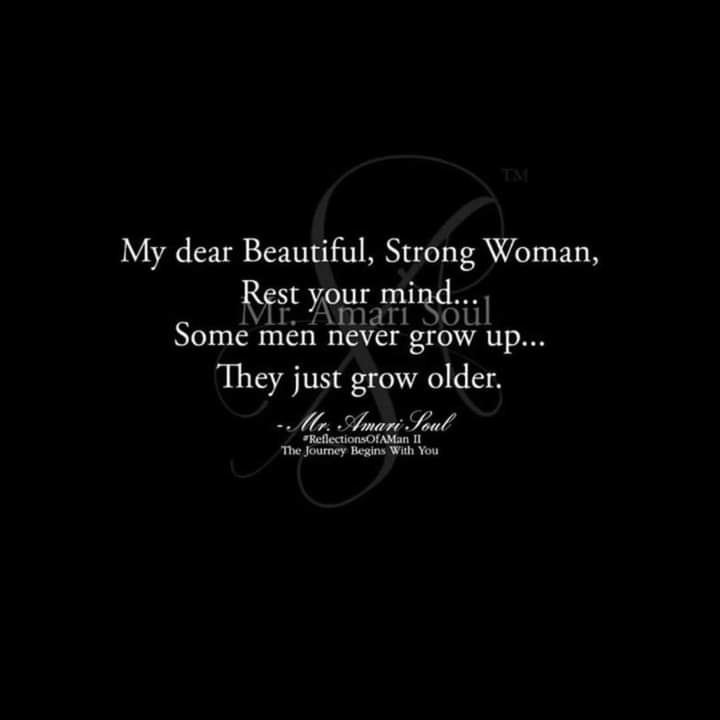 TM
My dear Beautiful, Strong Woman,
Rest your mind...
Mr. Amari Soul
Some men never grow up...
They just grow older.
- Mr. Amari Soul
#ReflectionsOfAMan II
The Journey Begins With You